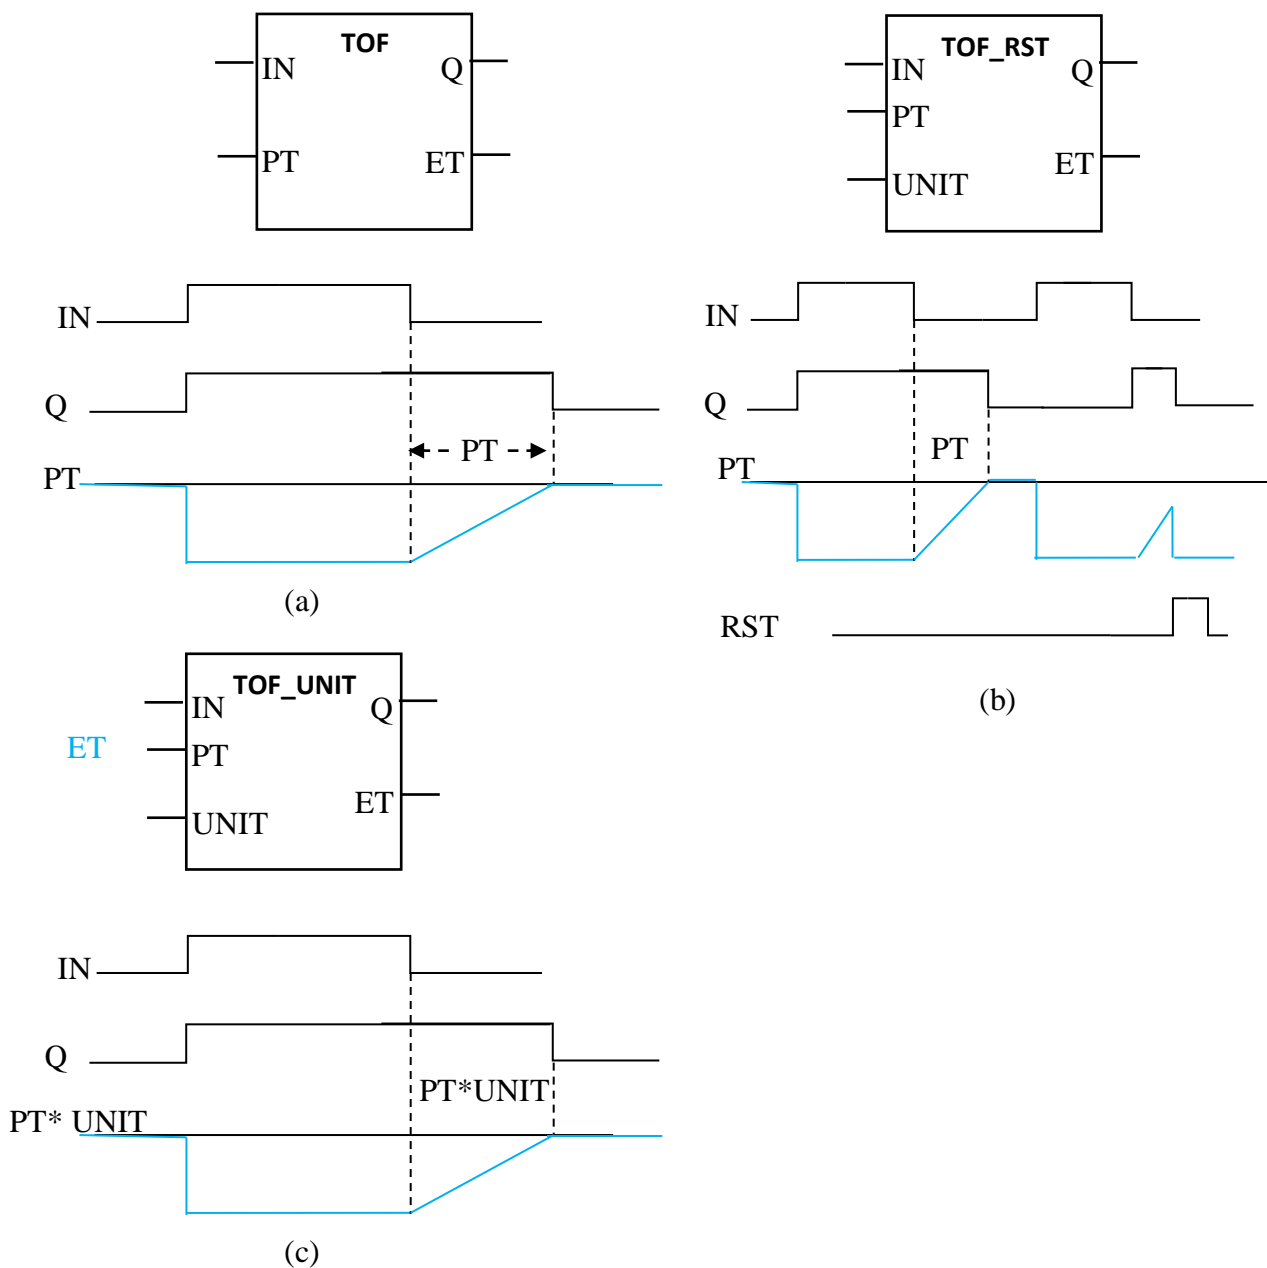 TOF
IN Q
PT ET
IN
Q
PT
PT
(a)
TOF_RST
IN Q
PT
ET
UNIT
IN
Q
PT
PT
RST
(b)
TOF_UNIT
IN Q
ET PT
ET
UNIT
IN
Q
PT*UNIT
PT* UNIT
(c)